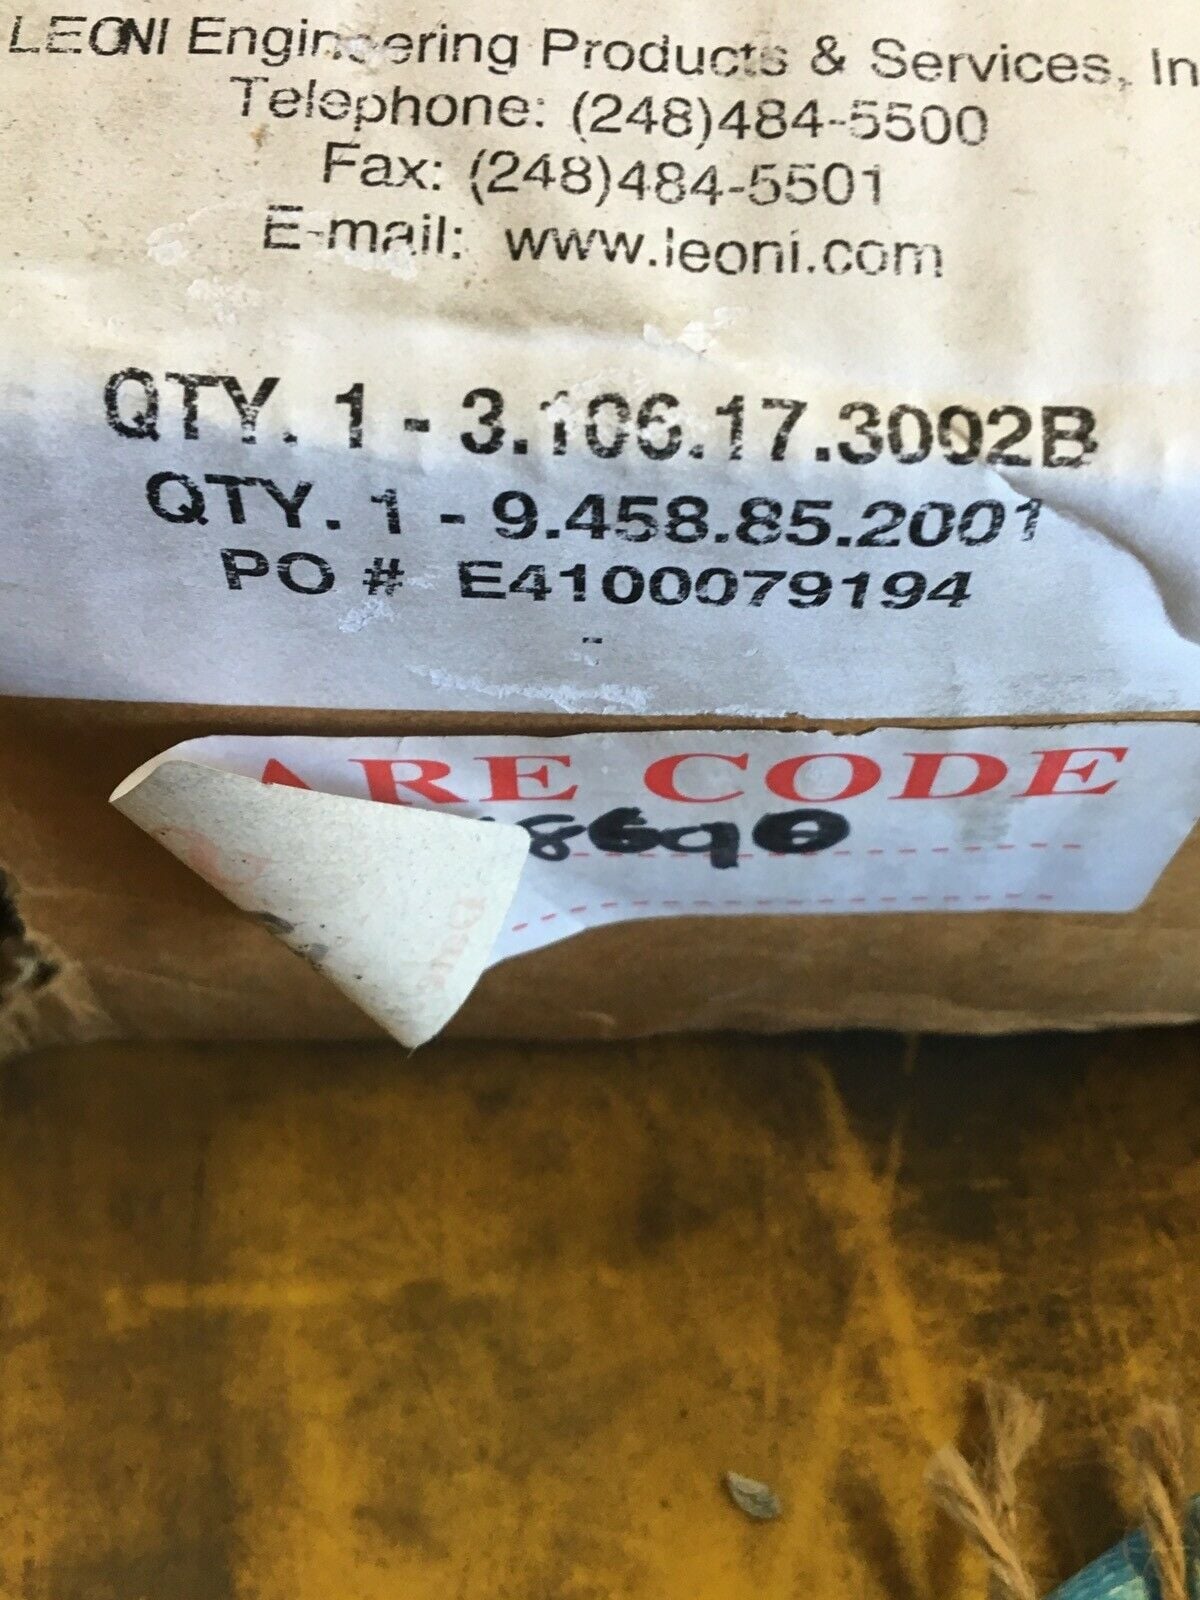 LEONI Engineering Products & Services, In
Telephone: (248)484-5500
Fax: (248)484-5501
E-mail: www.leoni.com
QTY. 1 - 3.106.17.3002B
QTY. 1 - 9.458.85.2001
PO # E4100079194
-
ARE CODE